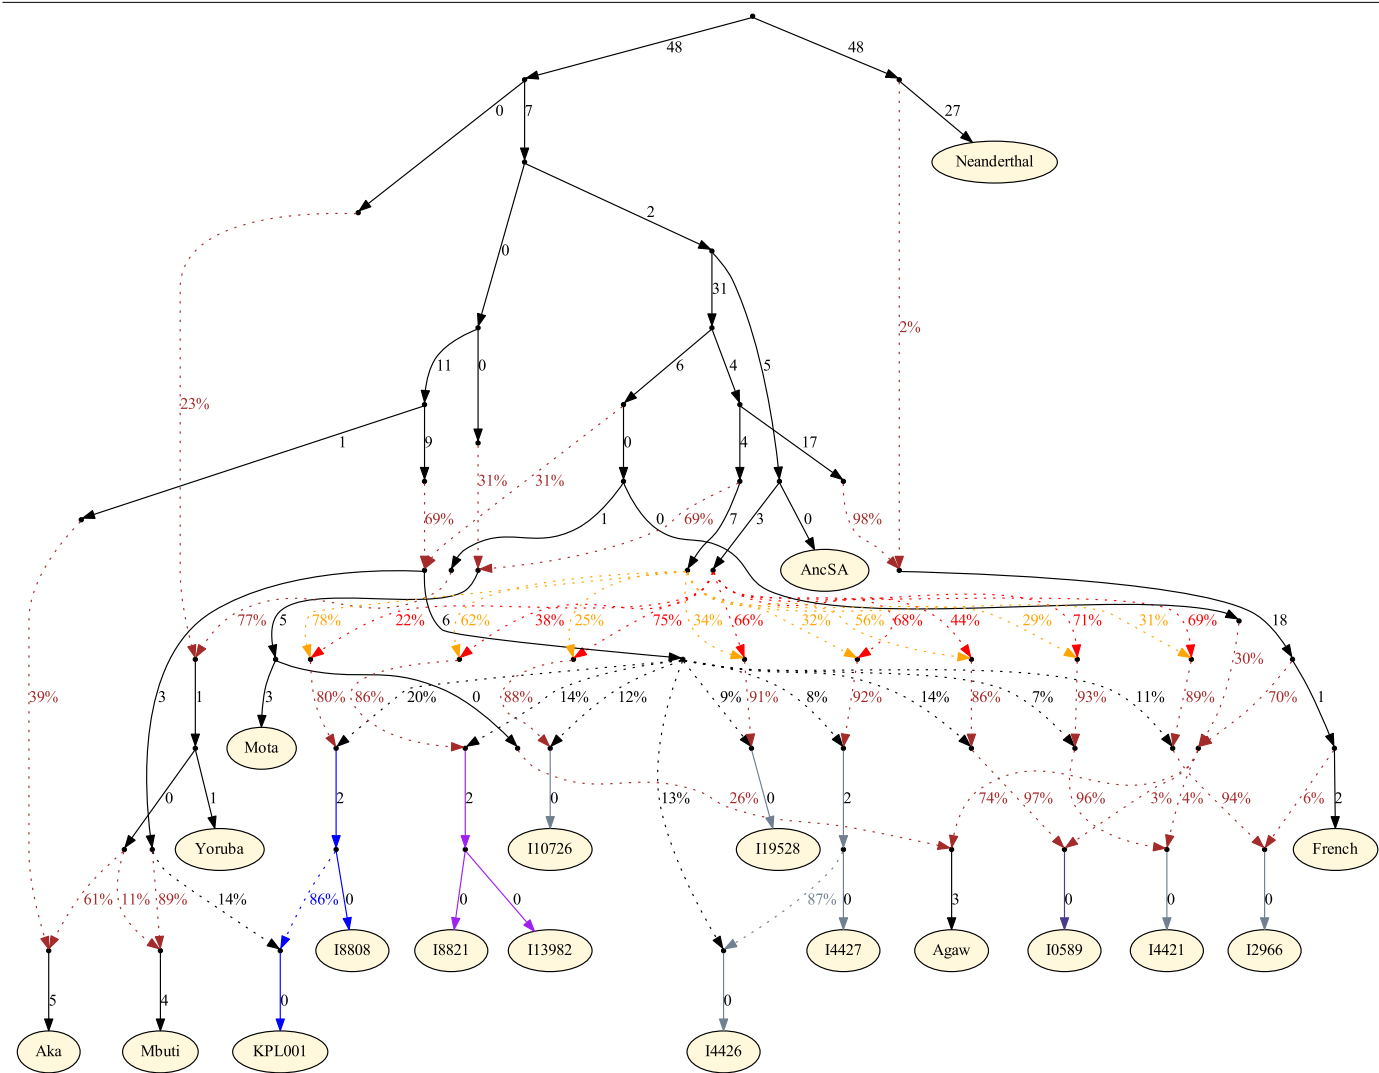 48 48
0 7 27
Neanderthal
2
0
31
2%
11 0 6 4 5
23%
1 9 0 4 17
31% 31%
69% 1 0 69% 7 3 0 98%
AncSA
77% 5 78% 22% 6 62% 38% 25% 75% 34% 66% 32% 68% 56% 44% 29% 71% 31% 69% 18
30%
39% 1 3 3 80% 20% 86% 0 14% 88% 12% 9% 91% 8% 92% 14% 86% 7% 93% 11% 89% 70% 1
Mota
0 1 2 2 0 13% 26% 0 2 74% 97% 96% 3% 4% 94% 6% 2
Yoruba I10726 I19528 French
61% 11% 89% 14% 86% 0 0 0 87% 0 3 0 0 0
I8808 I8821 I13982 I4427 Agaw I0589 I4421 I2966
5 4 0 0
Aka Mbuti KPL001 I4426